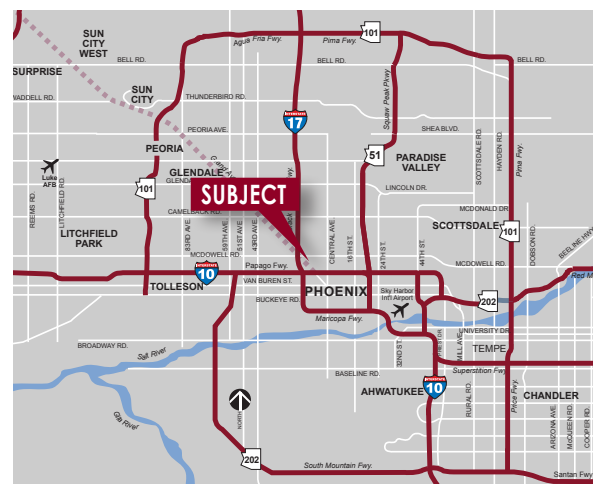 SUN
CITY
WEST
Agua Fria Fwy.
Pima Fwy.
101
BELL RD.
BELL RD.
BELL RD.
SURPRISE
SUN
CITY
WADDELL RD.
THUNDERBIRD RD.
17
Squaw Peak Pkwy
PEORIA AVE.
SHEA BLVD.
PEORIA
51
PARADISE
VALLEY
SCOTTSDALE RD.
HAYDEN RD.
Pima Fwy.
Luke
AFB
GLENDALE
101
LINCOLN DR.
SUBJECT
REEMS RD.
LITCHFIELD RD.
CAMELBACK RD.
McDONALD DR.
LITCHFIELD
PARK
83RD AVE.
59TH AVE.
51ST AVE.
43RD AVE.
CENTRAL AVE.
16TH ST.
24TH ST.
44TH ST.
SCOTTSDALE
101
DOBSON RD.
BEELINE HWY
MCDOWELL RD.
Papago Fwy.
McDOWELL RD.
10
TOLLESON
VAN BUREN ST.
PHOENIX
Sky Harbor
Int'l Airport
202
BUCKEYE RD.
Maricopa Fwy.
UNIVERSITY DR.
BROADWAY RD.
Salt River
32ND ST.
MILL AVE.
TEMPE
Superstition Fwy.
BASELINE RD.
AHWATUKEE
10
RURAL RD.
Price Fwy.
CHANDLER
NORTH
Gila River
ARIZONA AVE.
McQUEEN RD.
COOPER RD.
202
South Mountain Fwy.
Santan Fwy.